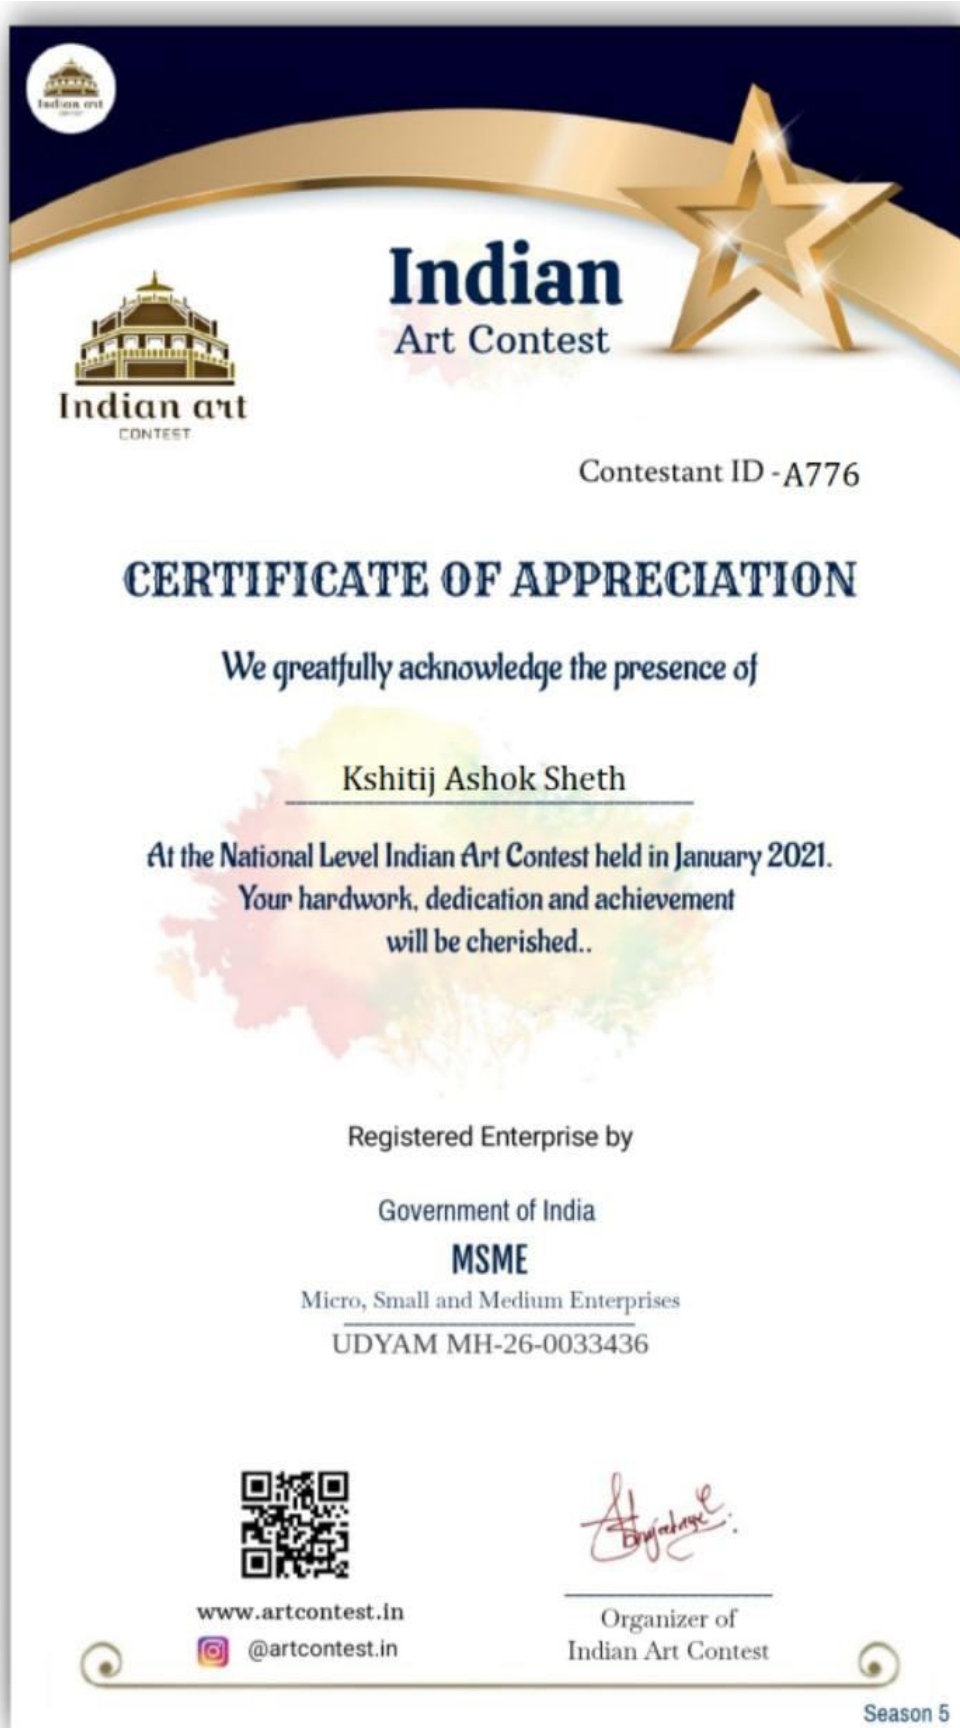 Indian art
Indian
Art Contest
Indian art
CONTEST
Contestant ID - A776
CERTIFICATE OF APPRECIATION
We greatfully acknowledge the presence of
Kshitij Ashok Sheth
At the National Level Indian Art Contest held in January 2021.
Your hardwork, dedication and achievement
will be cherished..
Registered Enterprise by
Government of India
MSME
Micro, Small and Medium Enterprises
UDYAM MH-26-0033436
www.artcontest.in
@artcontest.in
Organizer of
Indian Art Contest
Season 5